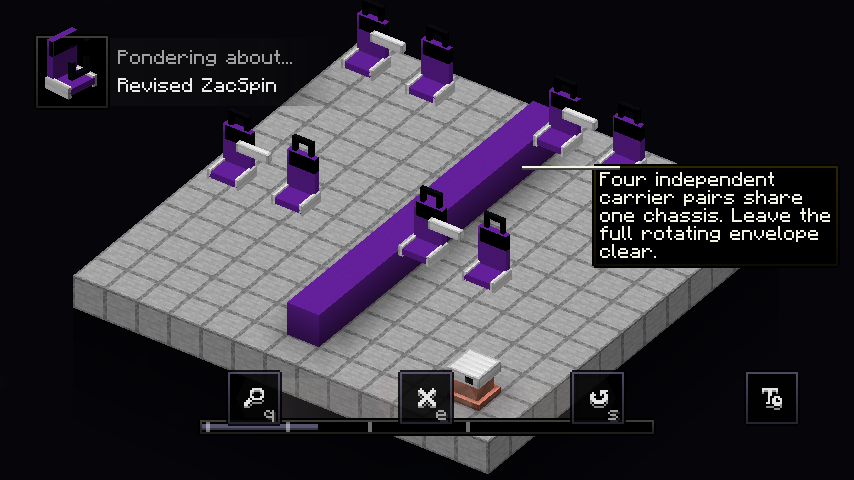 Pondering about...
Revised ZacSpin
Four independent
carrier pairs share
one chassis. Leave the
full rotating envelope
clear.
q
e
s
T